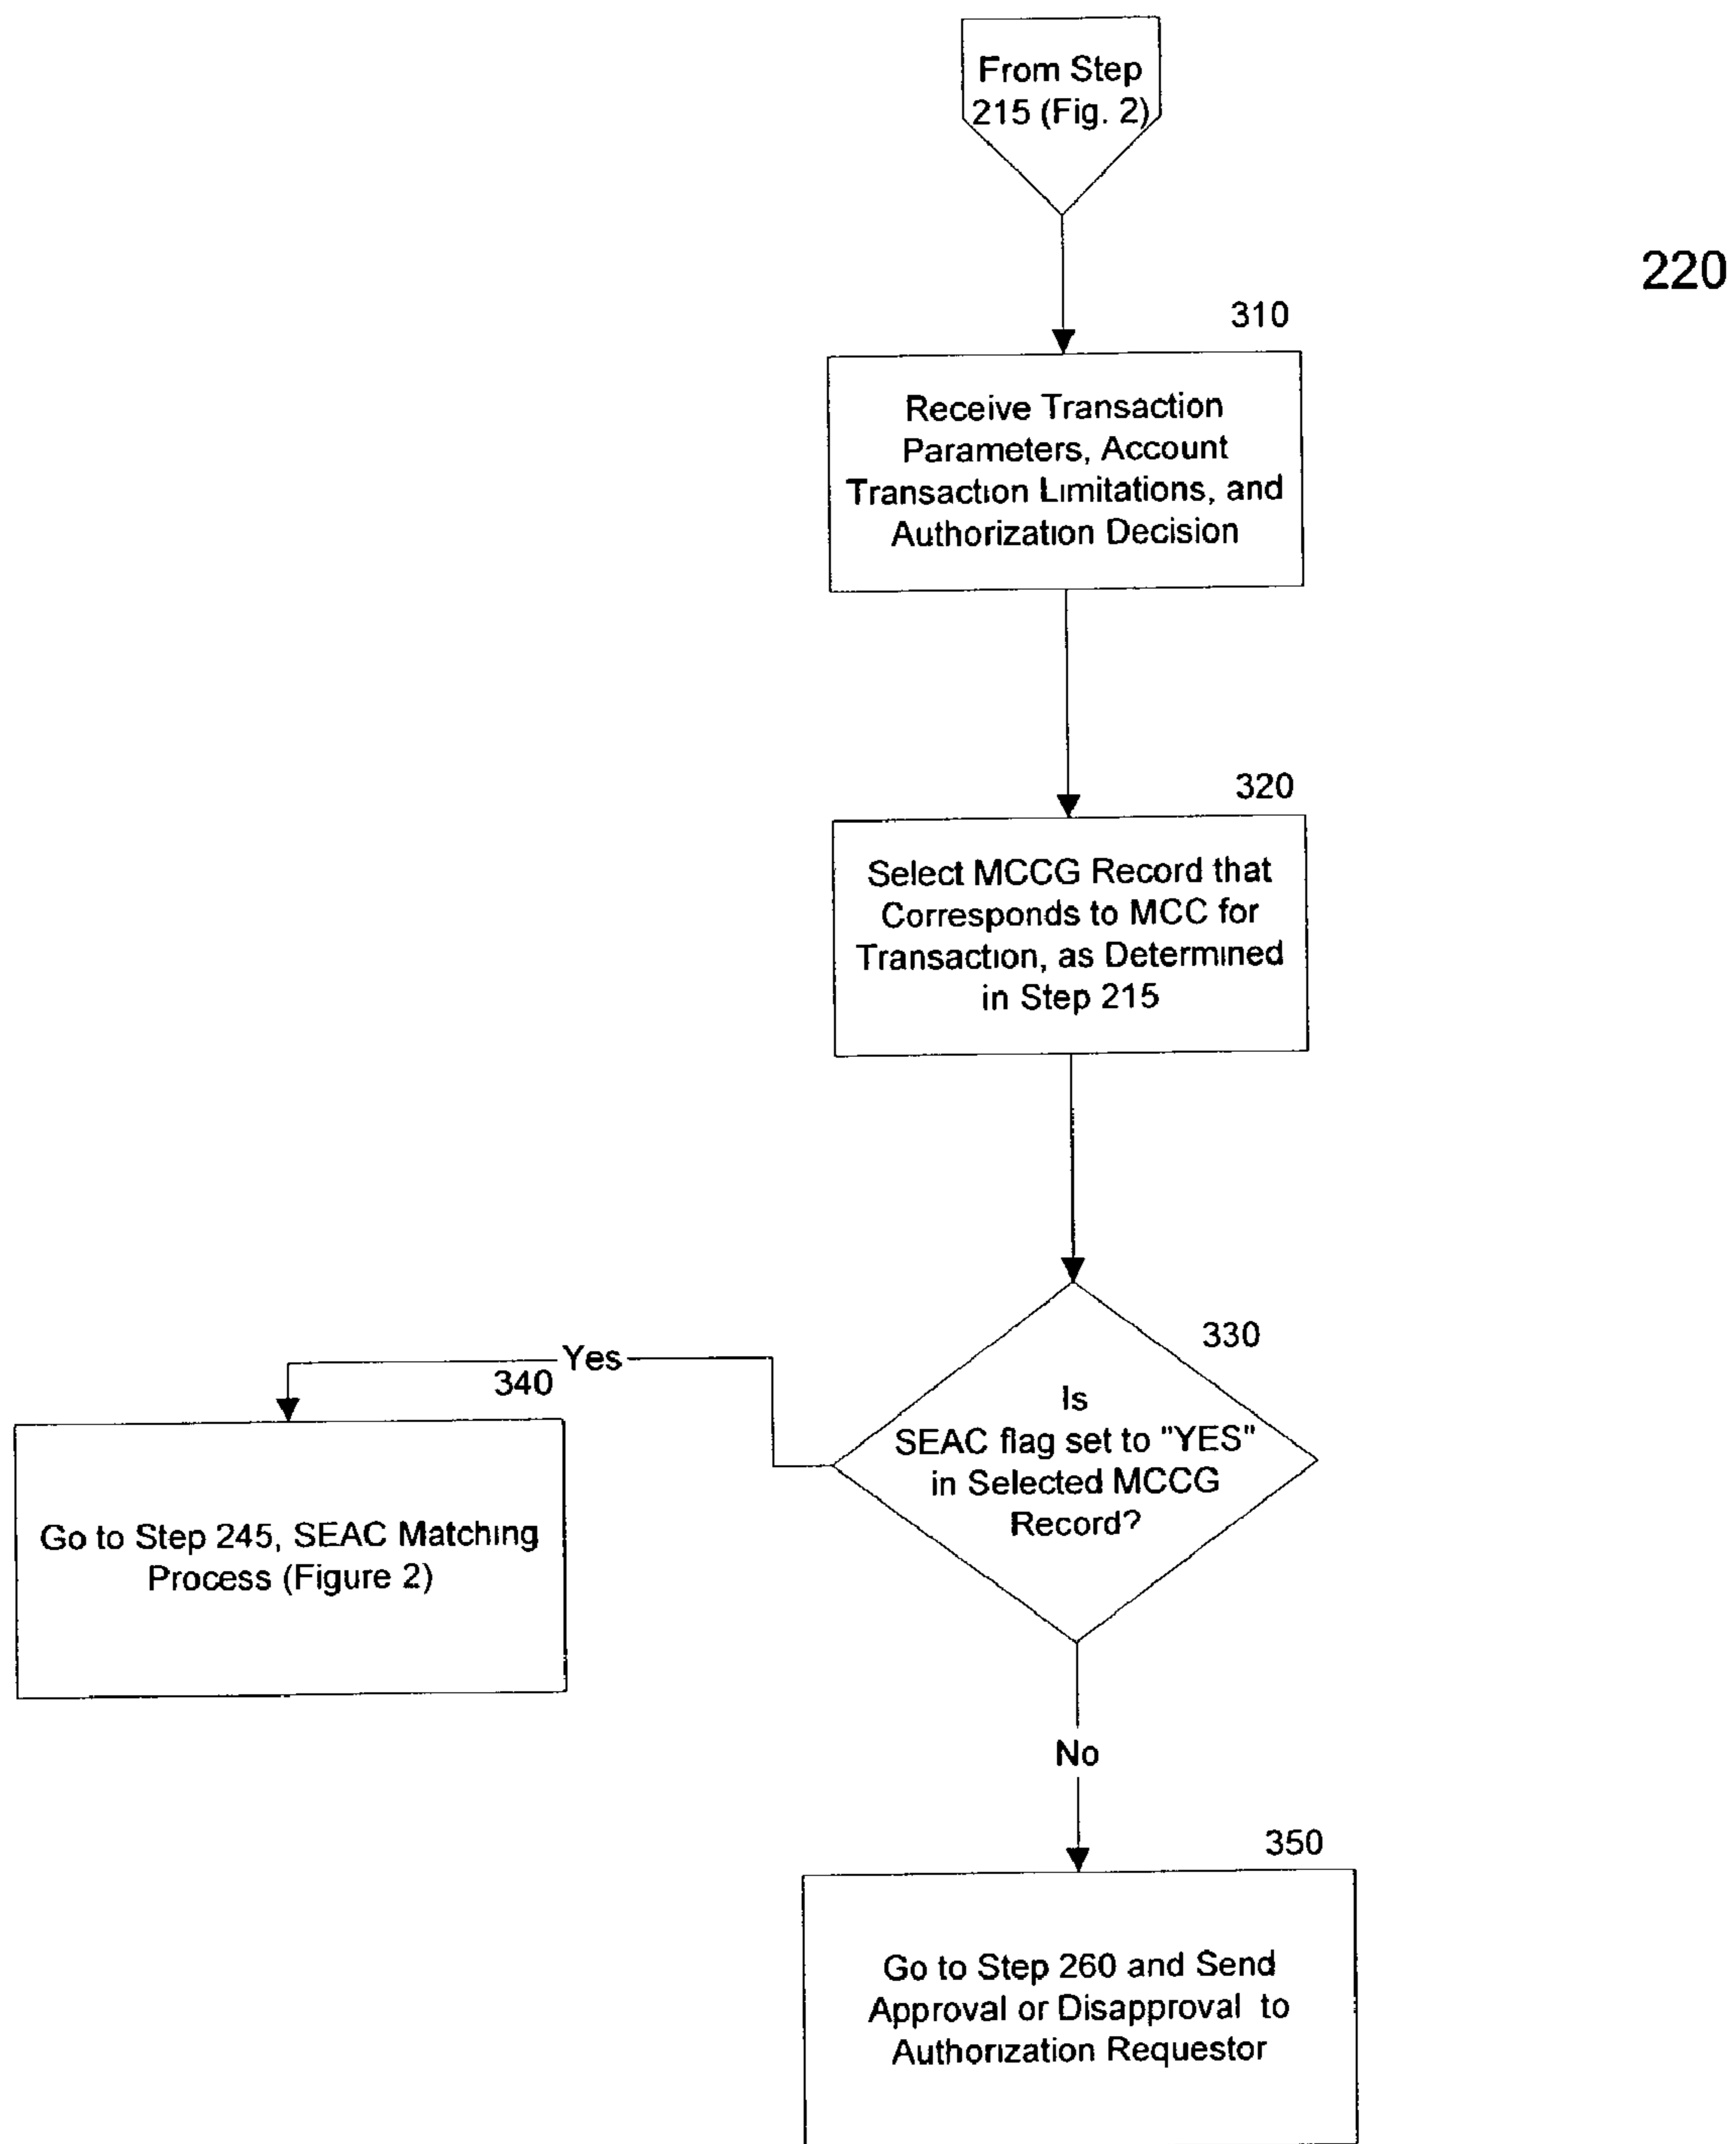 From Step
215 (Fig. 2)
220
310
Receive Transaction
Parameters, Account
Transaction Limitations, and
Authorization Decision
320
Select MCCG Record that
Corresponds to MCC for
Transaction, as Determined
in Step 215
330
Is
SEAC flag set to "YES"
in Selected MCCG
Record?
Yes
340
Go to Step 245, SEAC Matching
Process (Figure 2)
No
350
Go to Step 260 and Send
Approval or Disapproval to
Authorization Requestor